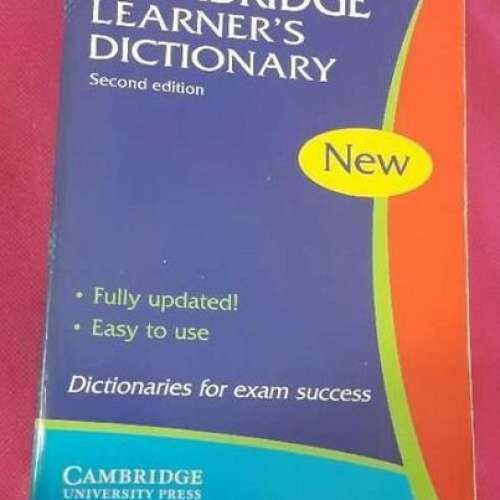 LEARNER'S
DICTIONARY
Second edition
New
• Fully updated!
• Easy to use
Dictionaries for exam success
CAMBRIDGE
UNIVERSITY PRESS